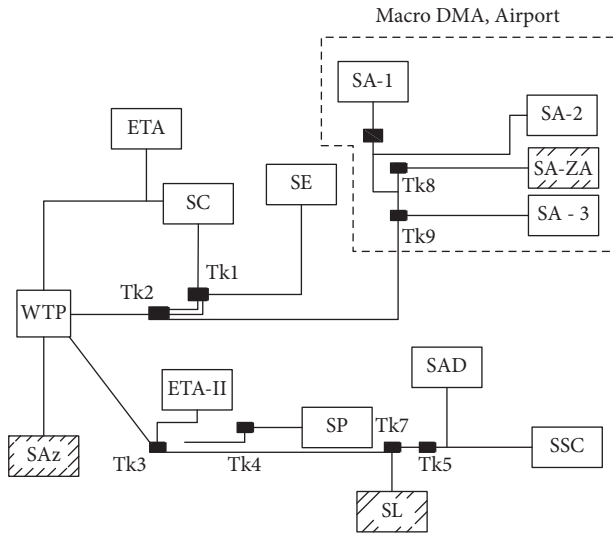 Macro DMA, Airport
SA-1
SA-2
ETA
SE
SA-ZA
SC
Tk8
SA - 3
Tk9
Tk1
Tk2
WTP
SAD
ETA-II
SP
Tk7
SSC
SAz
Tk3
Tk4
Tk5
SL